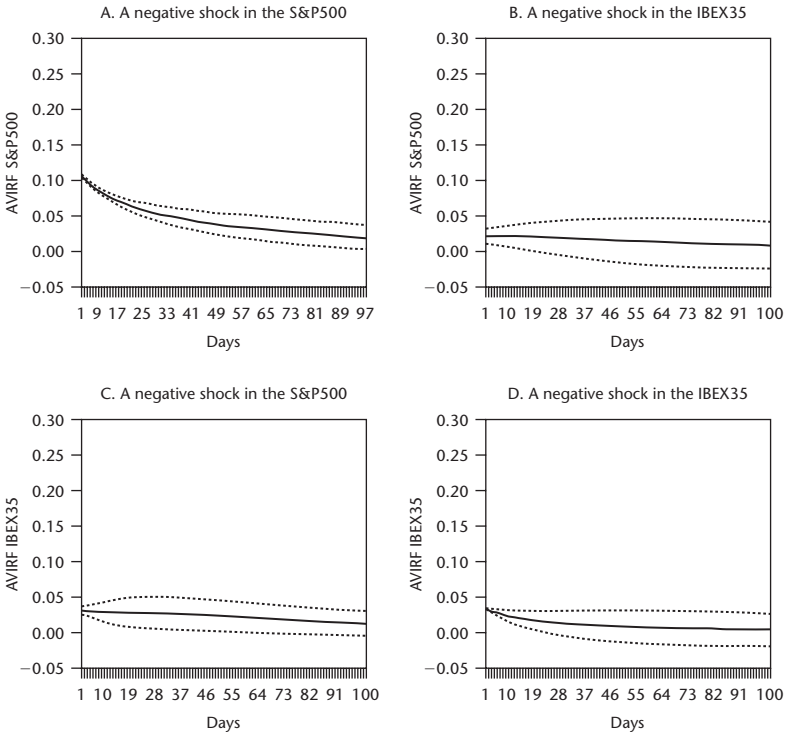 A. A negative shock in the S&P500
AVIRF S&P500
0.30
0.25
0.20
0.15
0.10
0.05
0.00
−0.05
1 9 17 25 33 41 49 57 65 73 81 89 97
Days
B. A negative shock in the IBEX35
AVIRF S&P500
0.30
0.25
0.20
0.15
0.10
0.05
0.00
−0.05
1 10 19 28 37 46 55 64 73 82 91 100
Days
C. A negative shock in the S&P500
AVIRF IBEX35
0.30
0.25
0.20
0.15
0.10
0.05
0.00
−0.05
1 10 19 28 37 46 55 64 73 82 91 100
Days
D. A negative shock in the IBEX35
AVIRF IBEX35
0.30
0.25
0.20
0.15
0.10
0.05
0.00
−0.05
1 10 19 28 37 46 55 64 73 82 91 100
Days